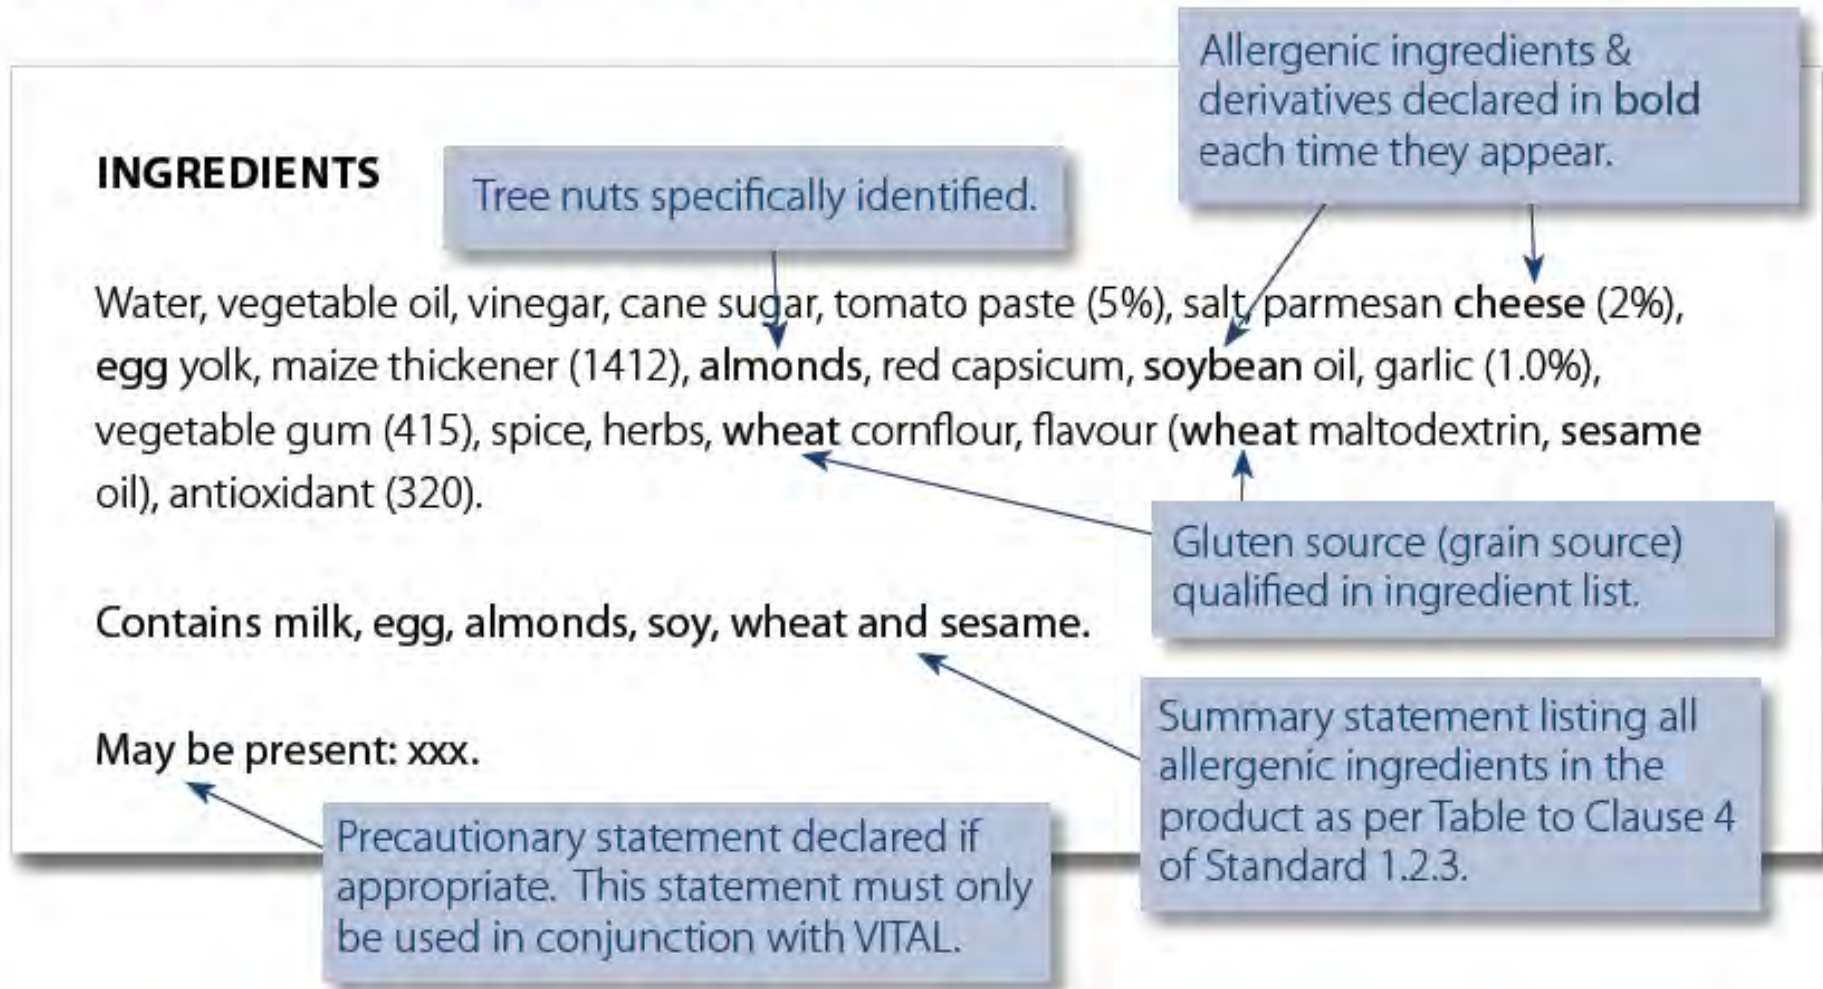 Allergenic ingredients &
derivatives declared in bold
each time they appear.
INGREDIENTS
Tree nuts specifically identified.
Water, vegetable oil, vinegar, cane sugar, tomato paste (5%), salt, parmesan cheese (2%),
egg yolk, maize thickener (1412), almonds, red capsicum, soybean oil, garlic (1.0%),
vegetable gum (415), spice, herbs, wheat cornflour, flavour (wheat maltodextrin, sesame
oil), antioxidant (320).
Gluten source (grain source)
qualified in ingredient list.
Contains milk, egg, almonds, soy, wheat and sesame.
Summary statement listing all
allergenic ingredients in the
product as per Table to Clause 4
of Standard 1.2.3.
May be present: xxx.
Precautionary statement declared if
appropriate. This statement must only
be used in conjunction with VITAL.